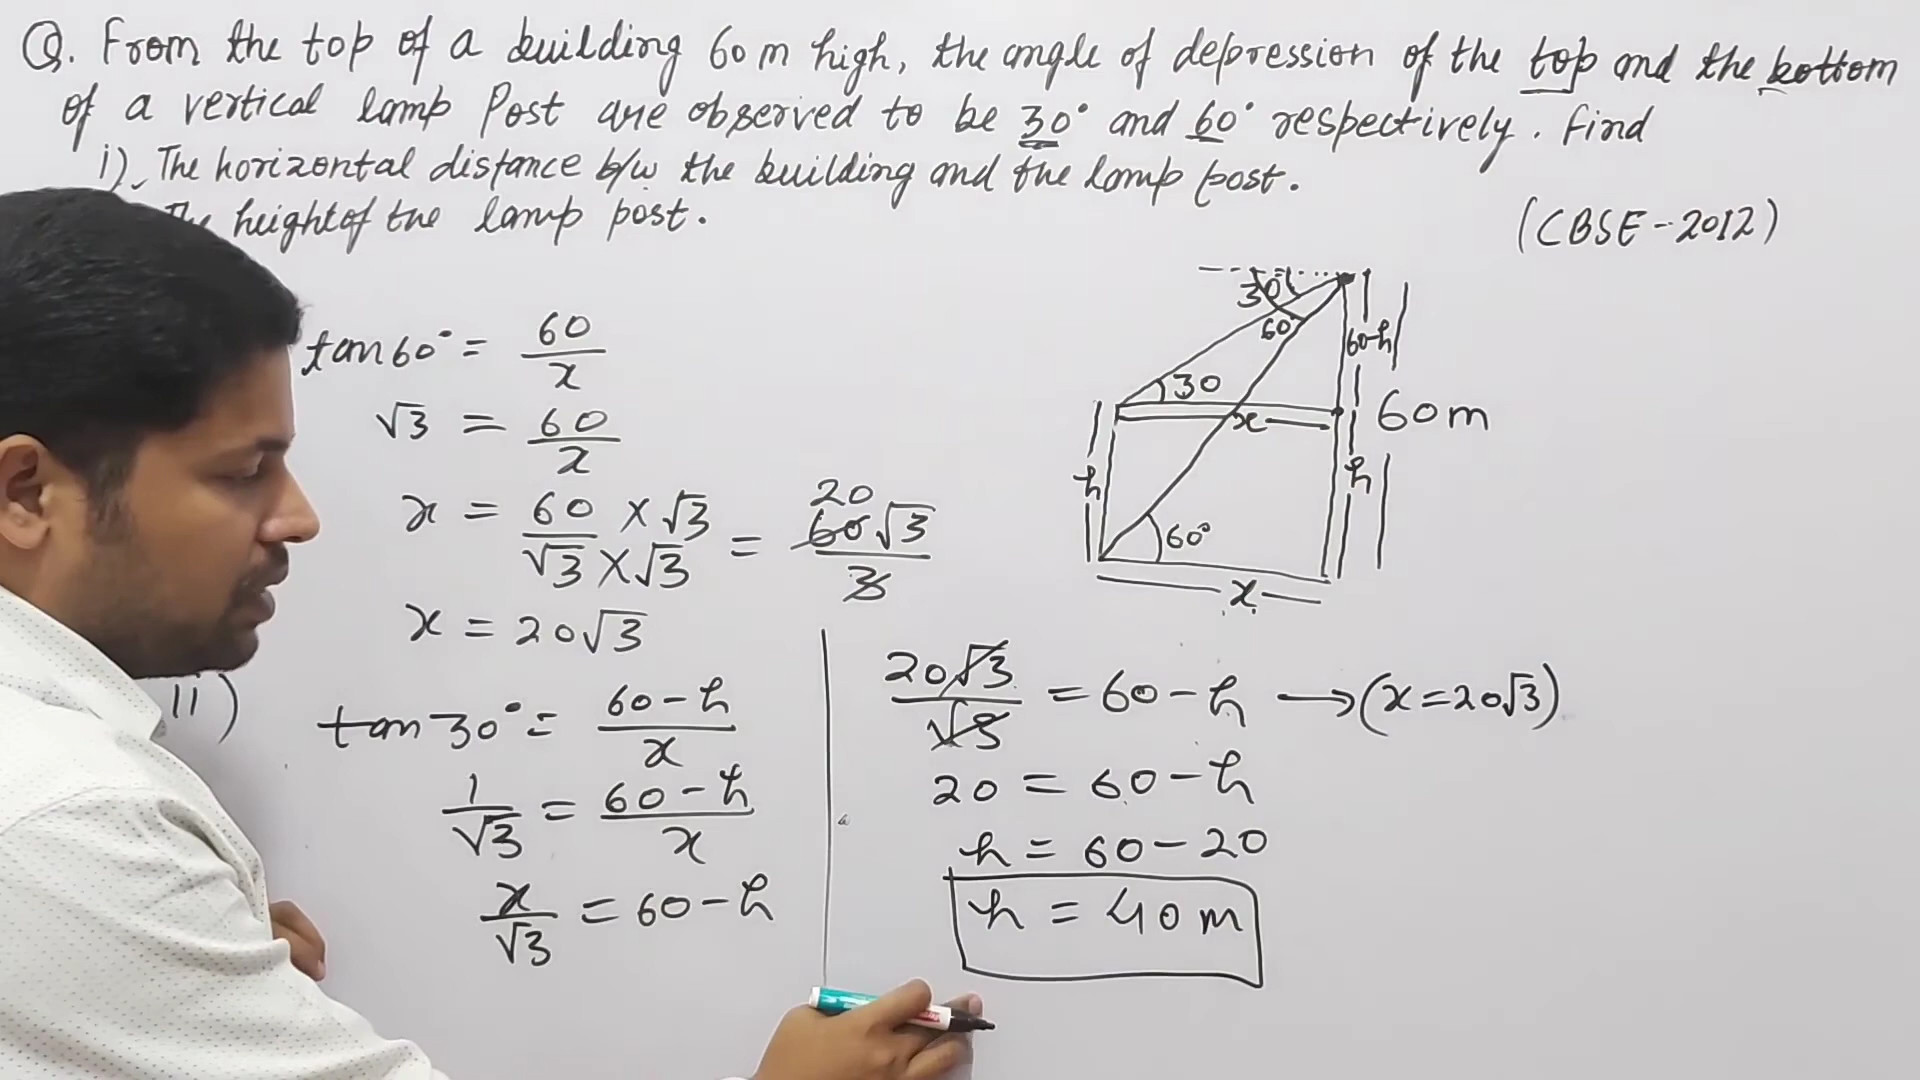 Q. From the top of a building 60 m high, the angle of depression of the top and the bottom
of a vertical lamp Post are observed to be 30° and 60° respectively. Find
i) The horizontal distance b/w the building and the lamp post.
The height of the lamp post.
(CBSE-2012)
tan 60° = 60/x
√3 = 60/x
x = 60/√3 × √3/√3 = 60√3/3
20
x = 20√3
ii)
tan 30° = 60-h/x
1/√3 = 60-h/x
x/√3 = 60-h
20√3/√3 = 60-h → (x=20√3)
20 = 60-h
h = 60-20
h = 40 m
30°
60°
60-h
30
x
60m
h
h
60°
x